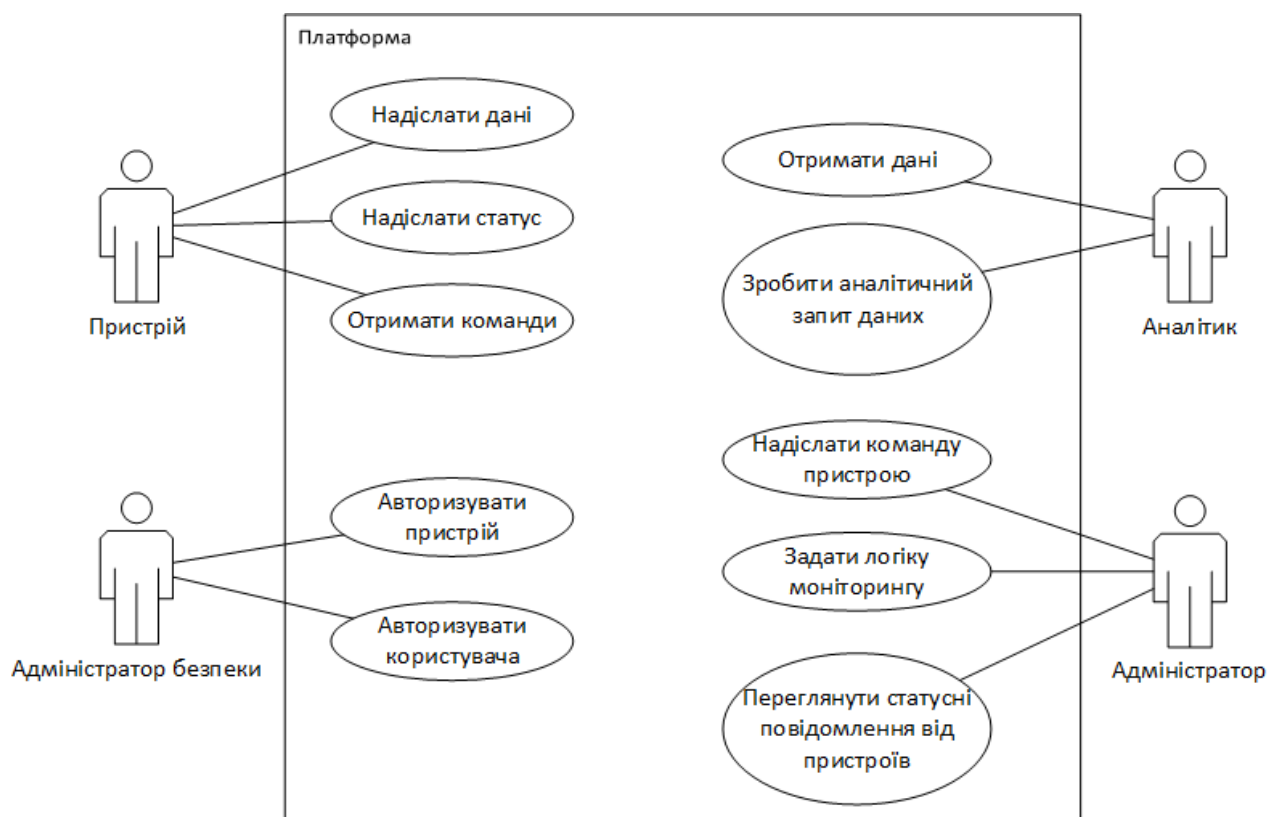 Платформа
Надіслати дані
Надіслати статус
Отримати команди
Пристрій
Отримати дані
Зробити аналітичний
запит даних
Аналітик
Авторизувати
пристрій
Авторизувати
користувача
Адміністратор безпеки
Надіслати команду
пристрою
Задати логіку
моніторингу
Переглянути статусні
повідомлення від
пристроїв
Адміністратор